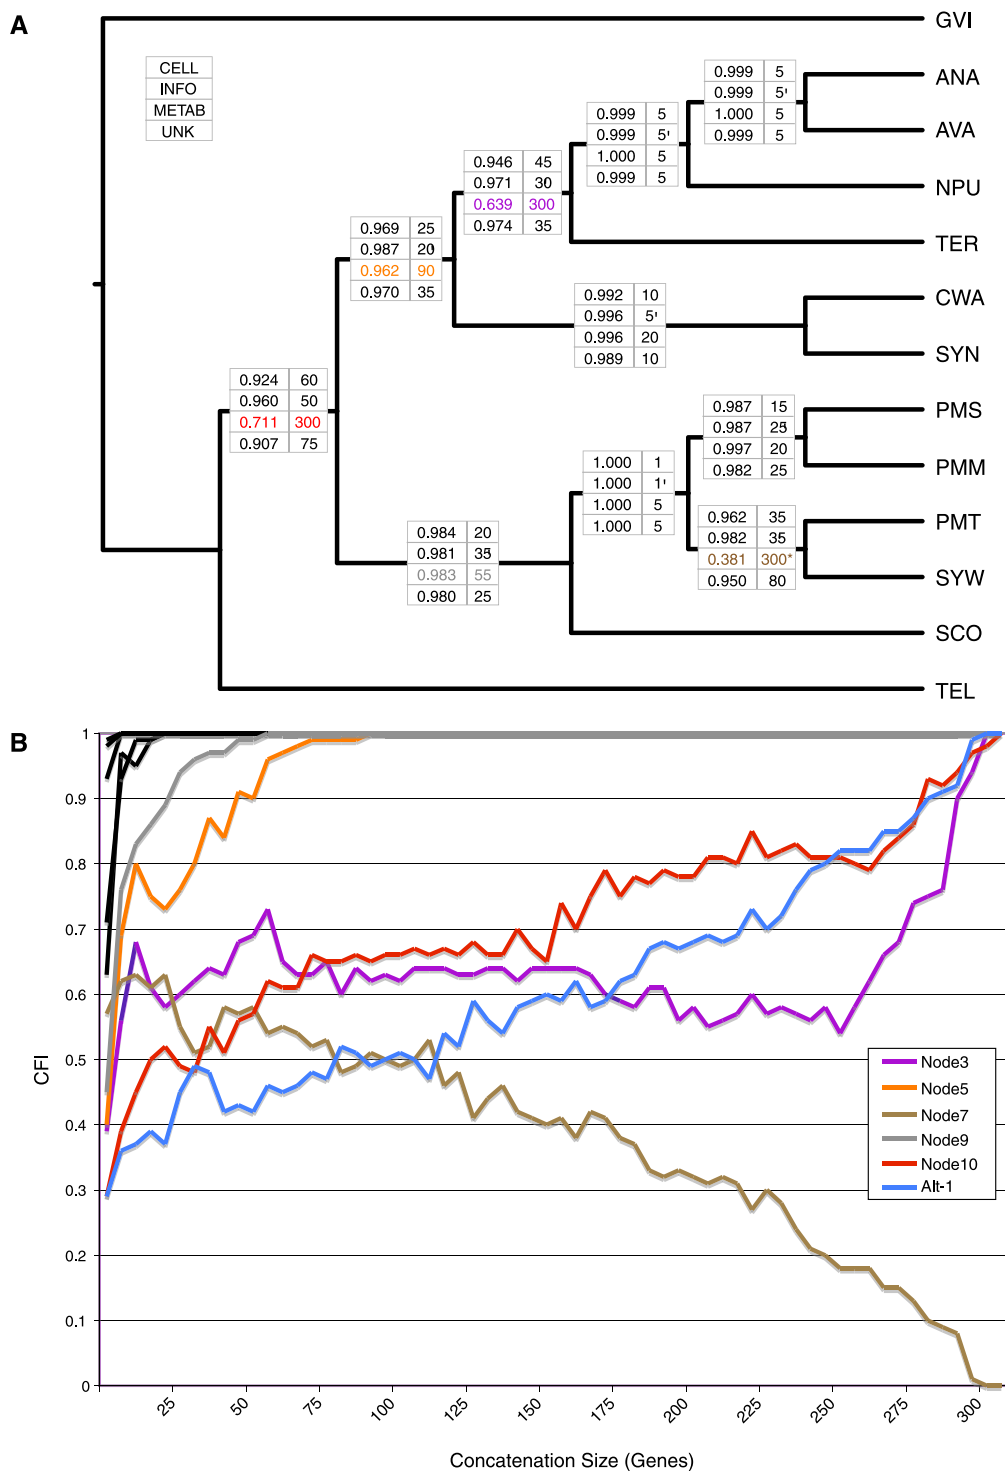 A
GVI
CELL
INFO
METAB
UNK
0.999 5
0.999 5'
1.000 5
0.999 5
ANA
AVA
0.999 5
0.999 5'
1.000 5
0.999 5
NPU
0.946 45
0.971 30
0.639 300
0.974 35
TER
0.969 25
0.987 20
0.962 90
0.970 35
0.992 10
0.996 5'
0.996 20
0.989 10
CWA
SYN
0.924 60
0.960 50
0.711 300
0.907 75
0.987 15
0.987 25
0.997 20
0.982 25
PMS
PMM
1.000 1
1.000 1'
1.000 5
1.000 5
0.962 35
0.982 35
0.381 300*
0.950 80
PMT
SYW
0.984 20
0.981 35
0.983 55
0.980 25
SCO
TEL
B
1
0.9
0.8
0.7
0.6
0.5
0.4
0.3
0.2
0.1
0
CFI
Node3
Node5
Node7
Node9
Node10
Alt-1
25 50 75 100 125 150 175 200 225 250 275 300
Concatenation Size (Genes)